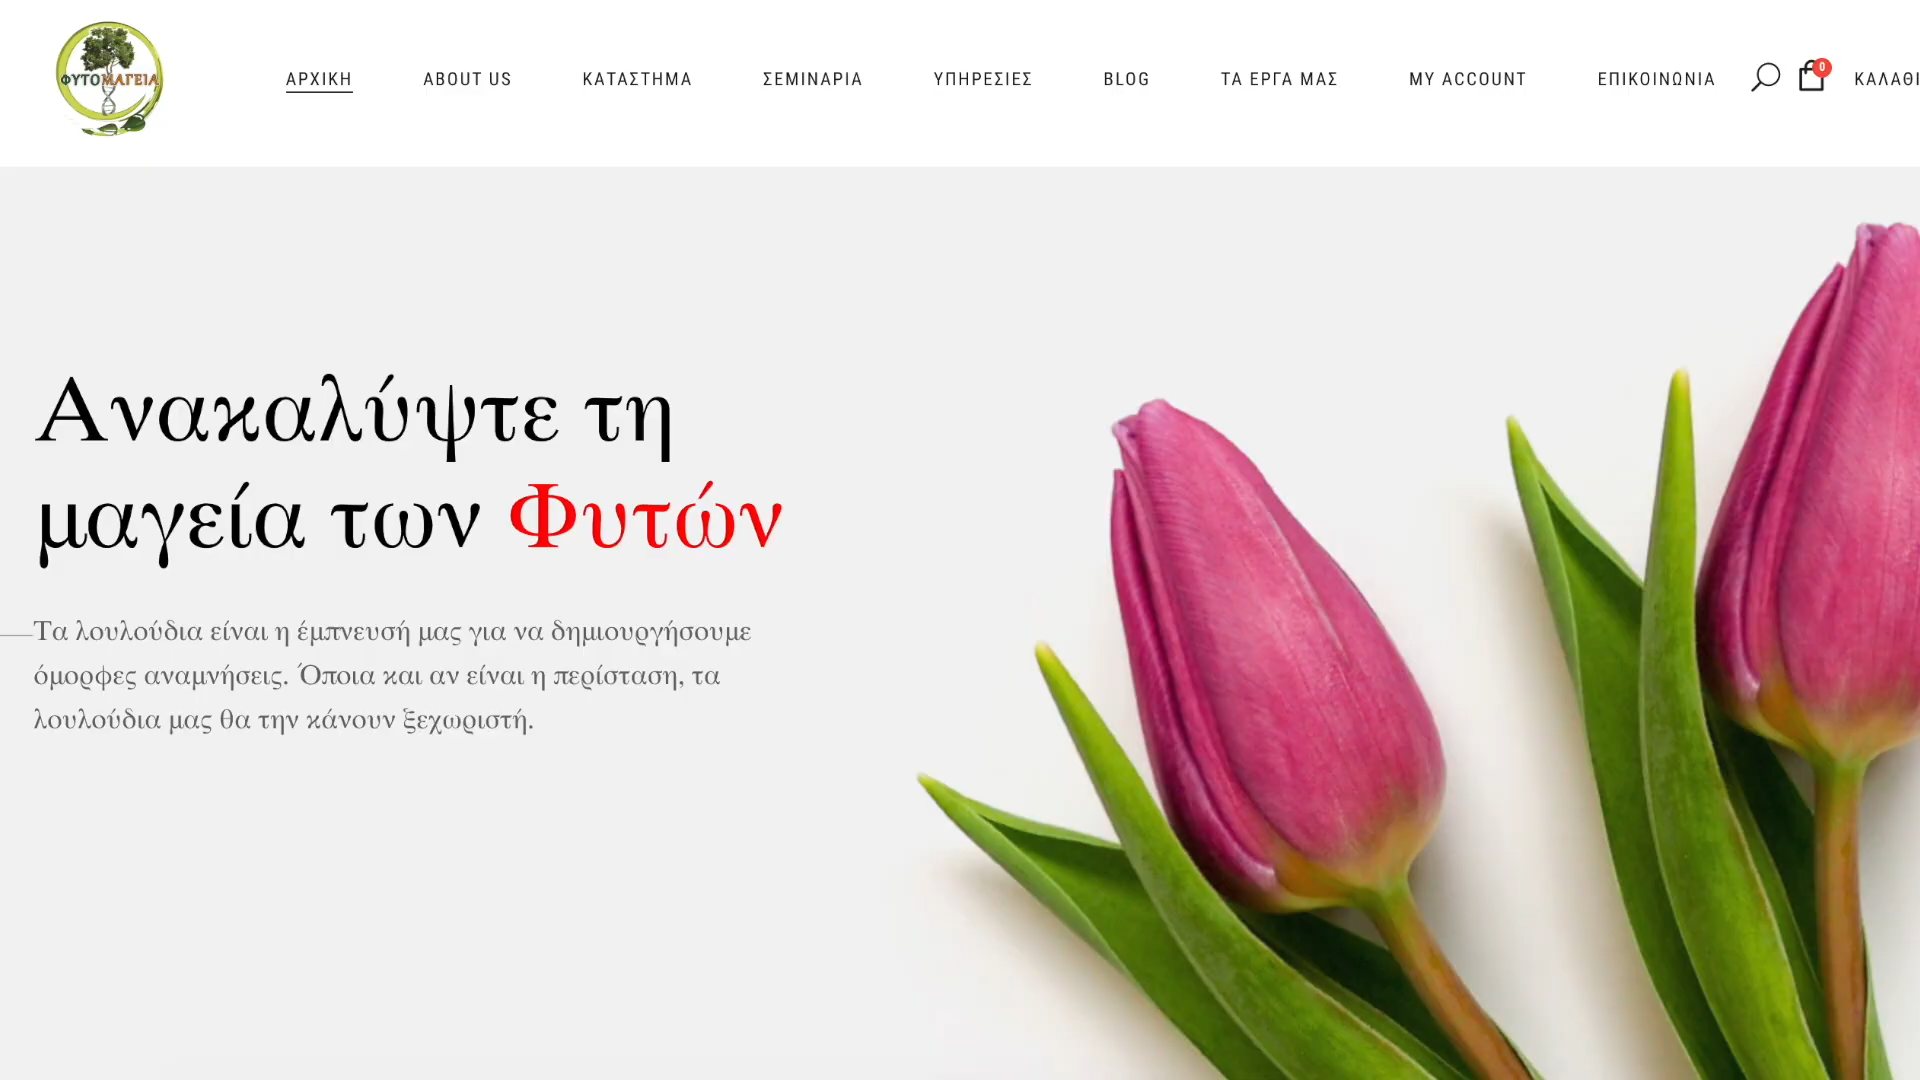 ΦΥΤΟΜΑΓΕΙΑ
ΑΡΧΙΚΗ
ABOUT US
ΚΑΤΑΣΤΗΜΑ
ΣΕΜΙΝΑΡΙΑ
ΥΠΗΡΕΣΙΕΣ
BLOG
ΤΑ ΕΡΓΑ ΜΑΣ
MY ACCOUNT
ΕΠΙΚΟΙΝΩΝΙΑ
0
ΚΑΛΑΘΙ
Ανακαλύψτε τη
μαγεία των Φυτών
Τα λουλούδια είναι η έμπνευσή μας για να δημιουργήσουμε
όμορφες αναμνήσεις. Όποια και αν είναι η περίσταση, τα
λουλούδια μας θα την κάνουν ξεχωριστή.